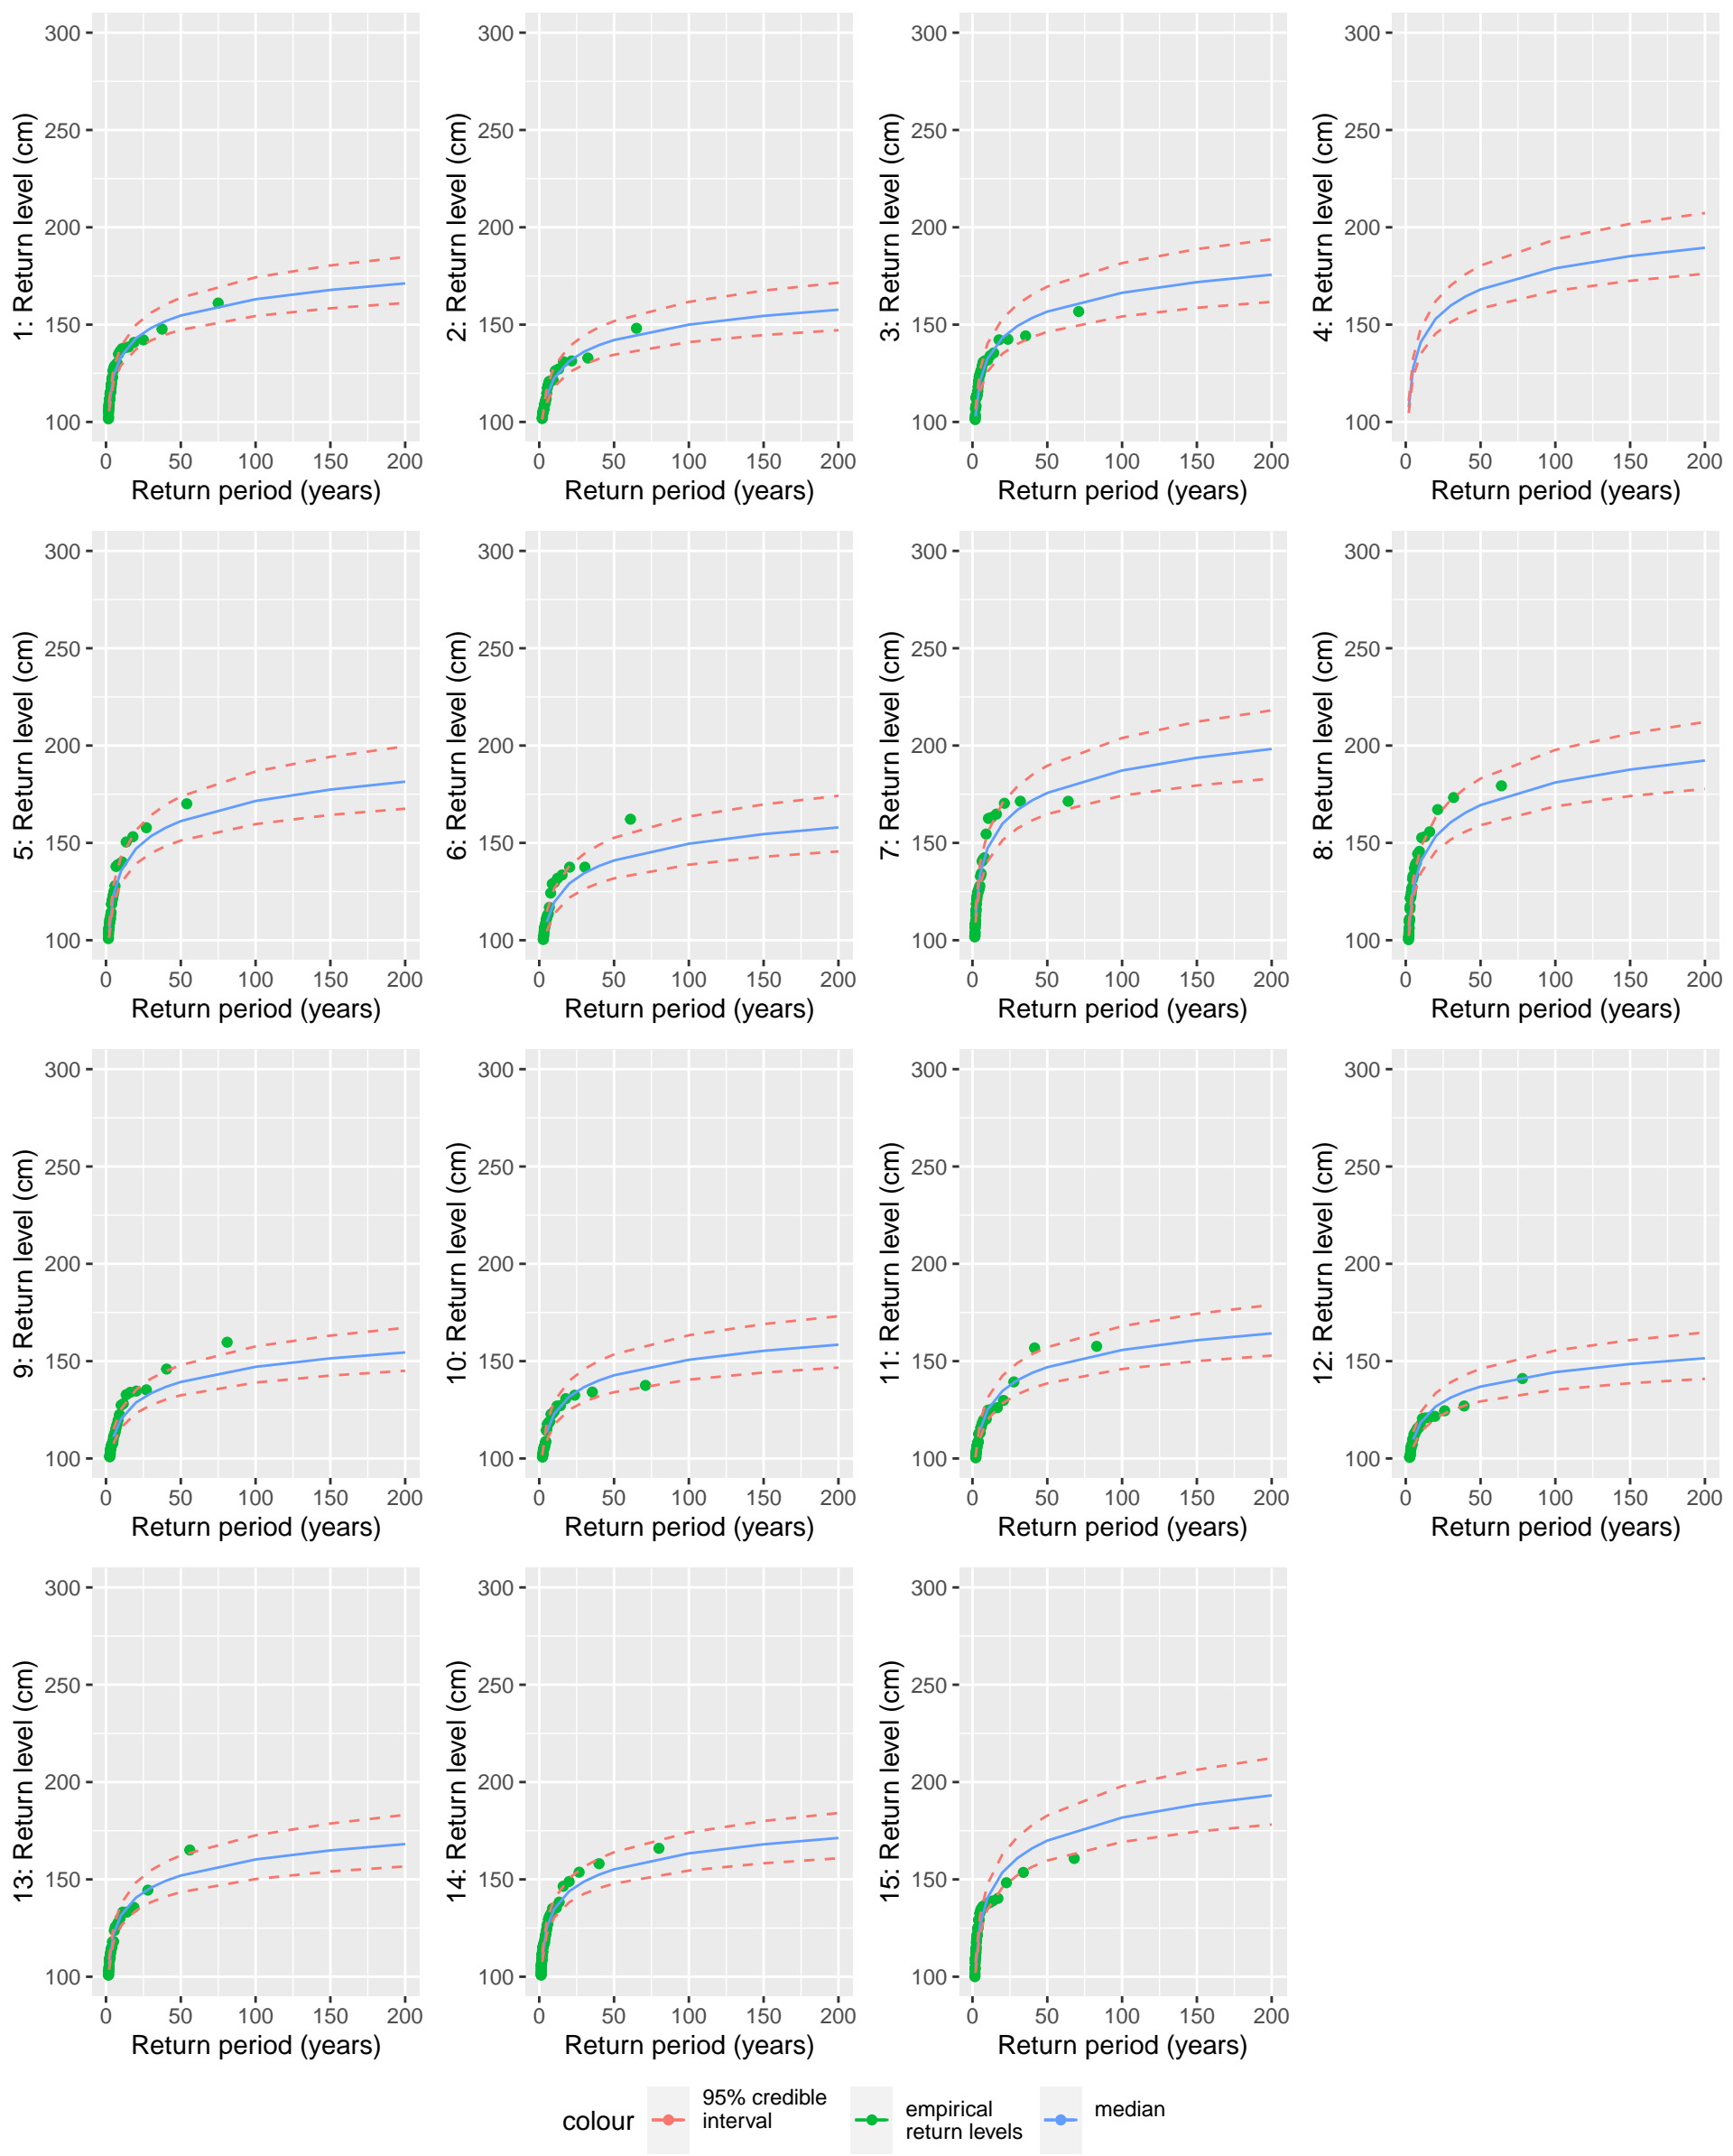 300
250
200
150
100
1: Return level (cm)
0 50 100 150 200
Return period (years)
300
250
200
150
100
2: Return level (cm)
0 50 100 150 200
Return period (years)
300
250
200
150
100
3: Return level (cm)
0 50 100 150 200
Return period (years)
300
250
200
150
100
4: Return level (cm)
0 50 100 150 200
Return period (years)
300
250
200
150
100
5: Return level (cm)
0 50 100 150 200
Return period (years)
300
250
200
150
100
6: Return level (cm)
0 50 100 150 200
Return period (years)
300
250
200
150
100
7: Return level (cm)
0 50 100 150 200
Return period (years)
300
250
200
150
100
8: Return level (cm)
0 50 100 150 200
Return period (years)
300
250
200
150
100
9: Return level (cm)
0 50 100 150 200
Return period (years)
300
250
200
150
100
10: Return level (cm)
0 50 100 150 200
Return period (years)
300
250
200
150
100
11: Return level (cm)
0 50 100 150 200
Return period (years)
300
250
200
150
100
12: Return level (cm)
0 50 100 150 200
Return period (years)
300
250
200
150
100
13: Return level (cm)
0 50 100 150 200
Return period (years)
300
250
200
150
100
14: Return level (cm)
0 50 100 150 200
Return period (years)
300
250
200
150
100
15: Return level (cm)
0 50 100 150 200
Return period (years)
colour
95% credible
interval
empirical
return levels
median